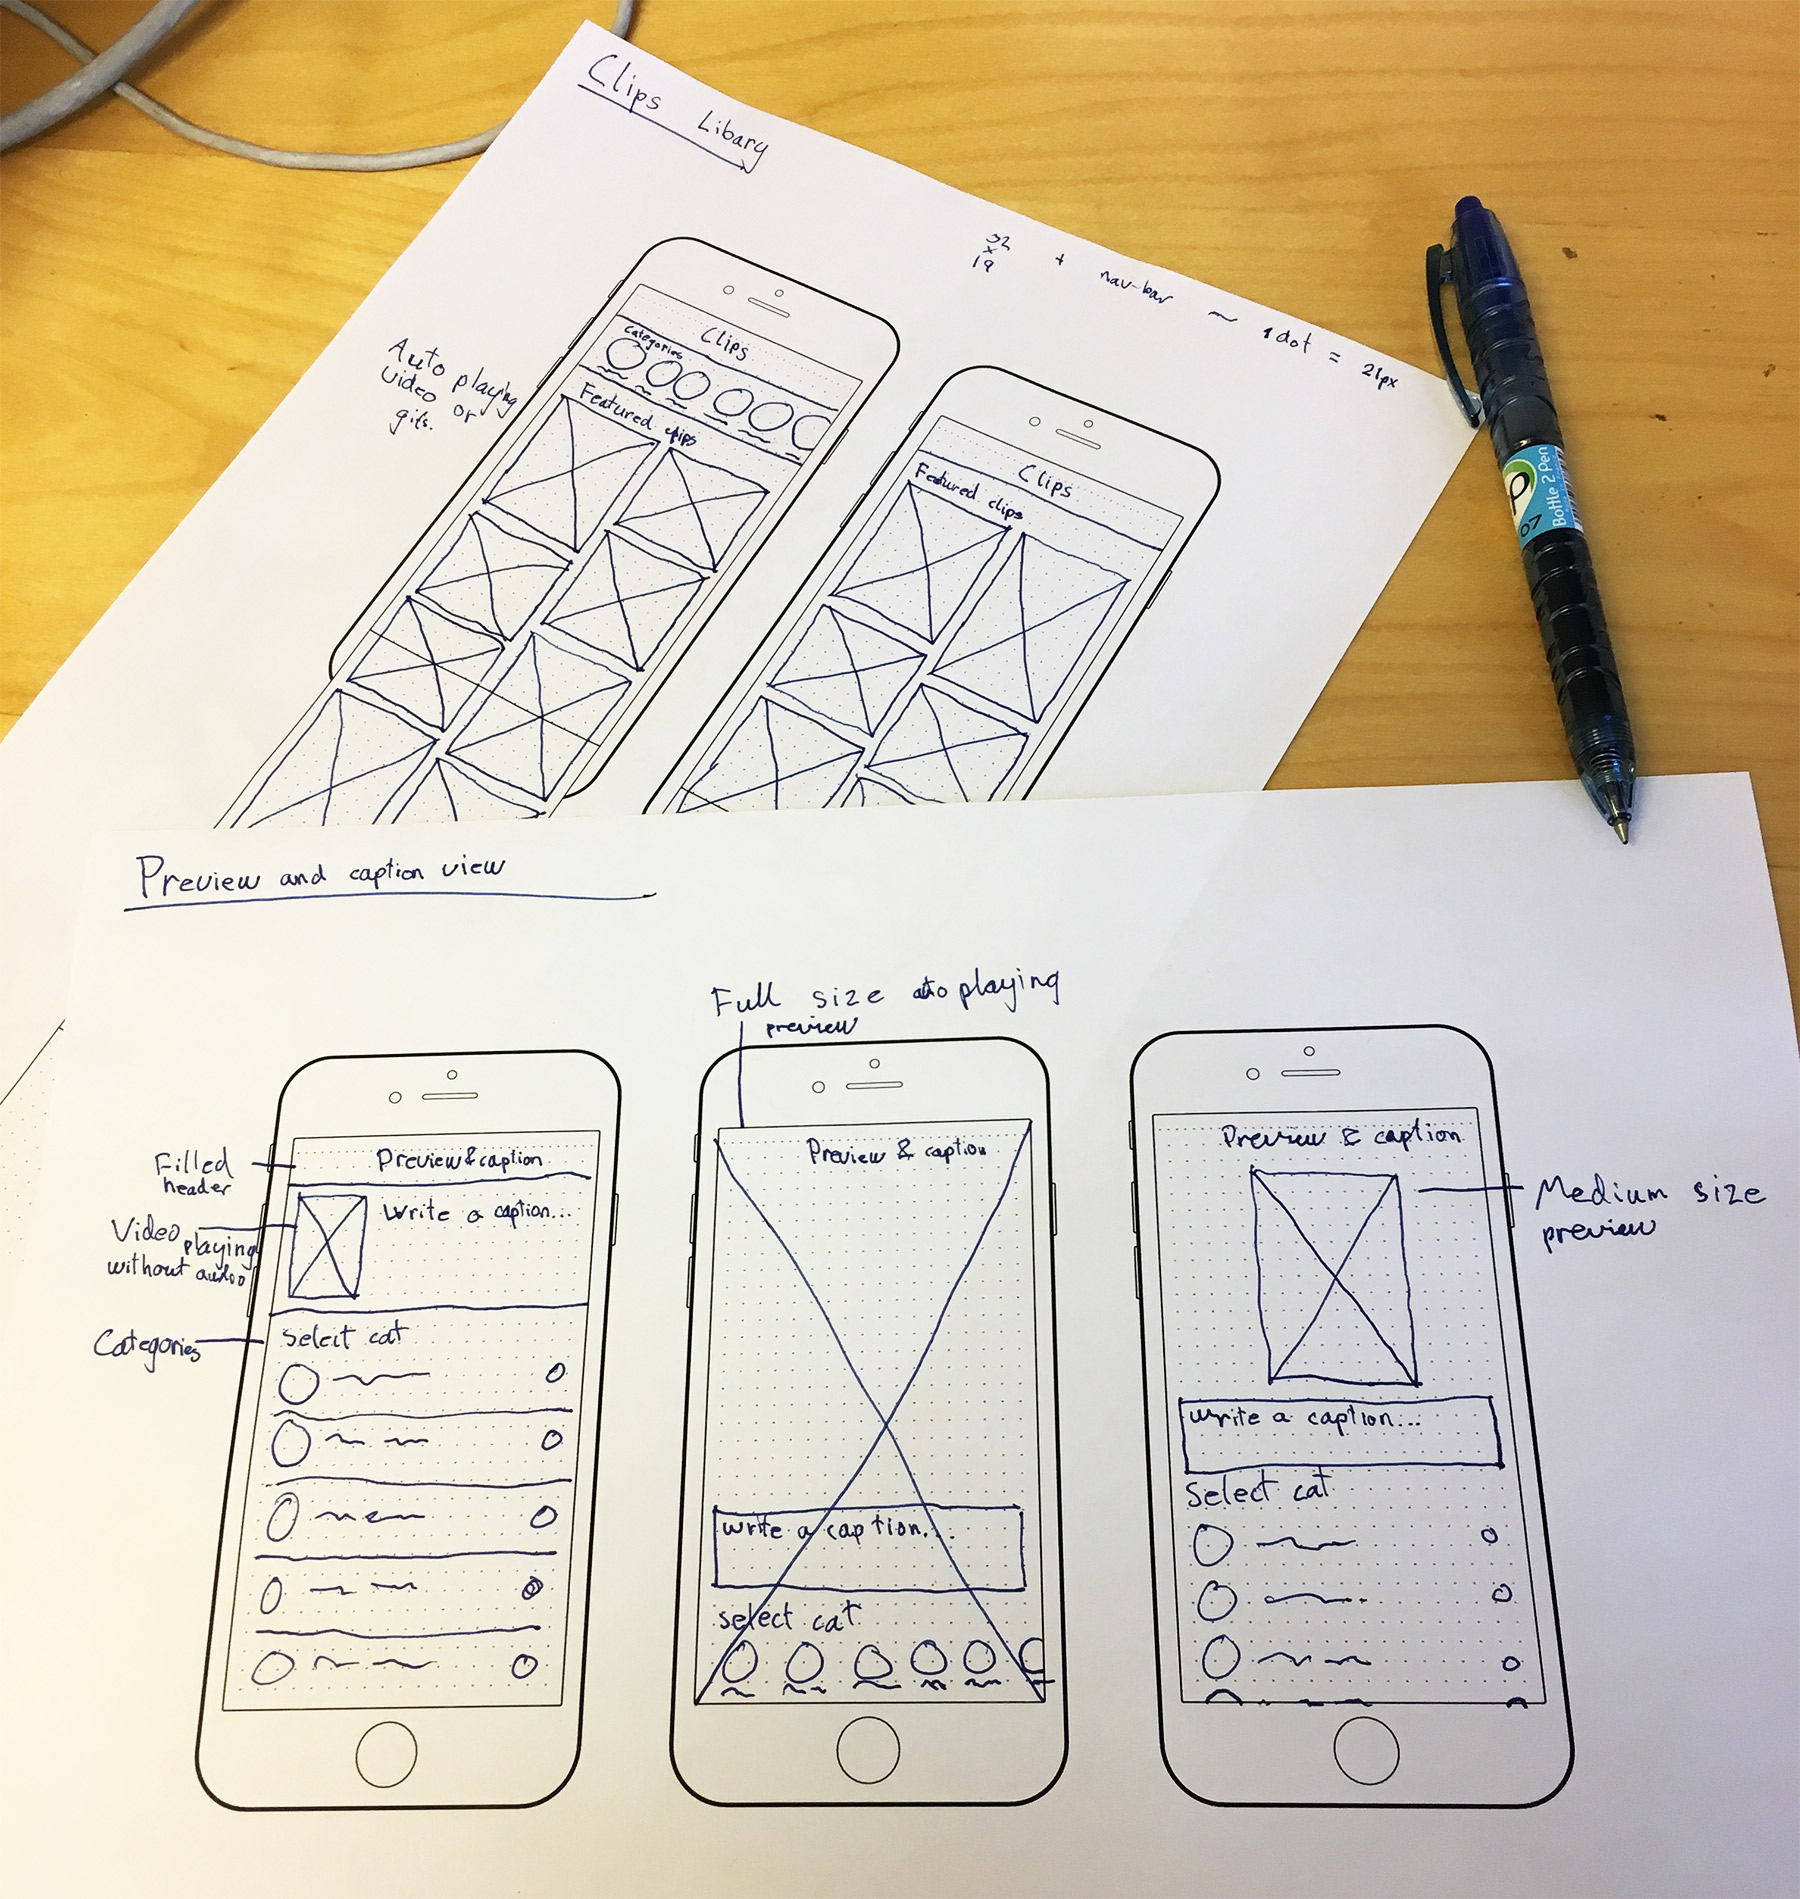 Clips Libary
32
x
19
+ nav-bar ~ 1dot = 21px
Auto playing
video or
gifs.
Clips
Categories
Featured clips
Clips
Featured clips
P
07
Bottle 2 Pen
Preview and caption view
Full size auto playing
preview
Filled
header
Video playing
without audio
Categories
Preview & caption
Write a caption...
Select cat
Preview & caption
Write a caption...
select cat
Preview & caption
Medium size
preview
Write a caption...
Select cat